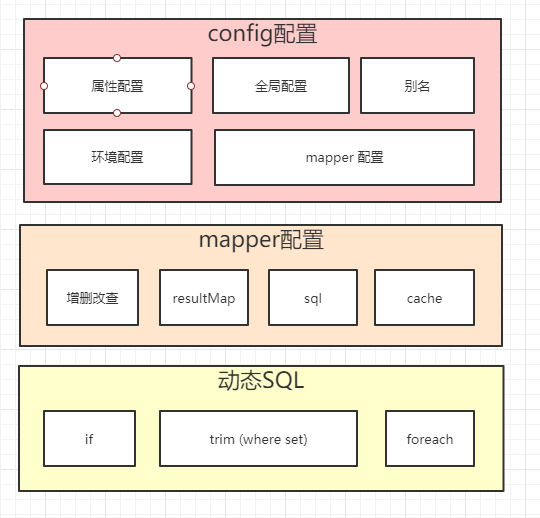 config配置
属性配置
全局配置
别名
环境配置
mapper 配置
mapper配置
增删改查
resultMap
sql
cache
动态SQL
if
trim (where set)
foreach